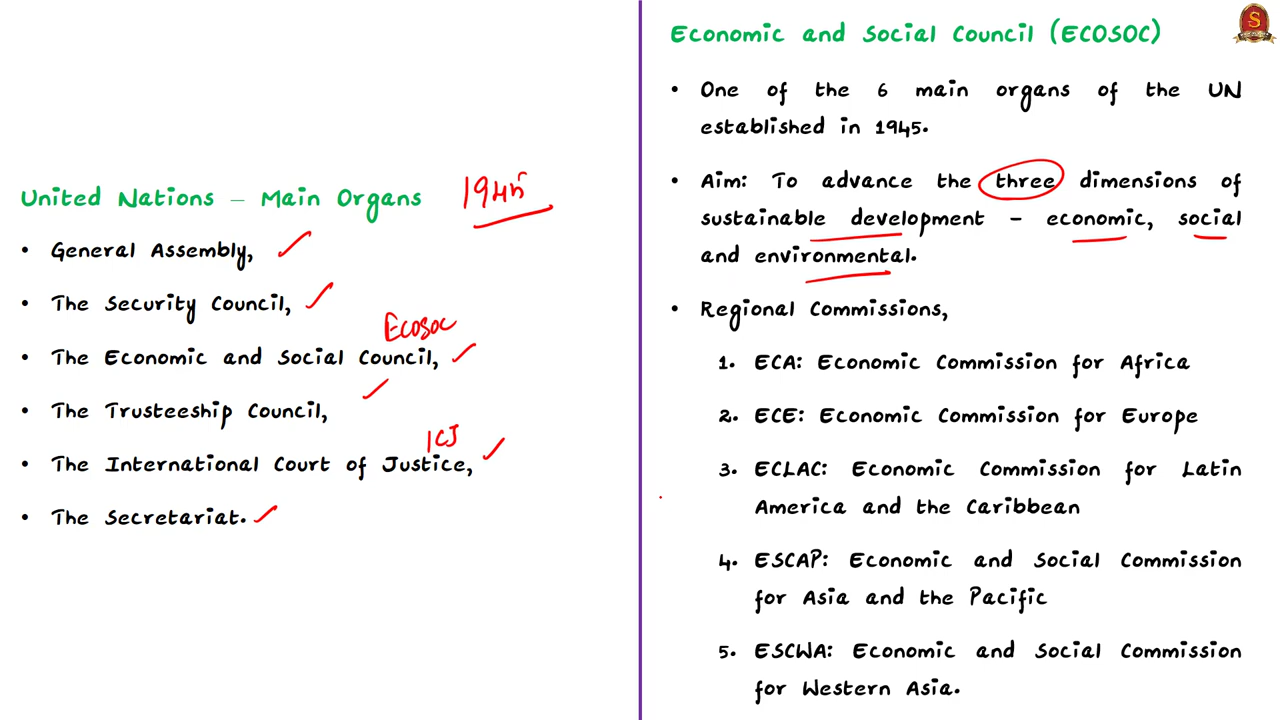 United Nations – Main Organs 1945
• General Assembly,
• The Security Council,
ECOSOC
• The Economic and Social Council,
• The Trusteeship Council,
ICJ
• The International Court of Justice,
• The Secretariat.
Economic and Social Council (ECOSOC)
S
• One of the 6 main organs of the UN
established in 1945.
• Aim: To advance the three dimensions of
sustainable development – economic, social
and environmental.
• Regional Commissions,
1. ECA: Economic Commission for Africa
2. ECE: Economic Commission for Europe
3. ECLAC: Economic Commission for Latin
America and the Caribbean
4. ESCAP: Economic and Social Commission
for Asia and the Pacific
5. ESCWA: Economic and Social Commission
for Western Asia.